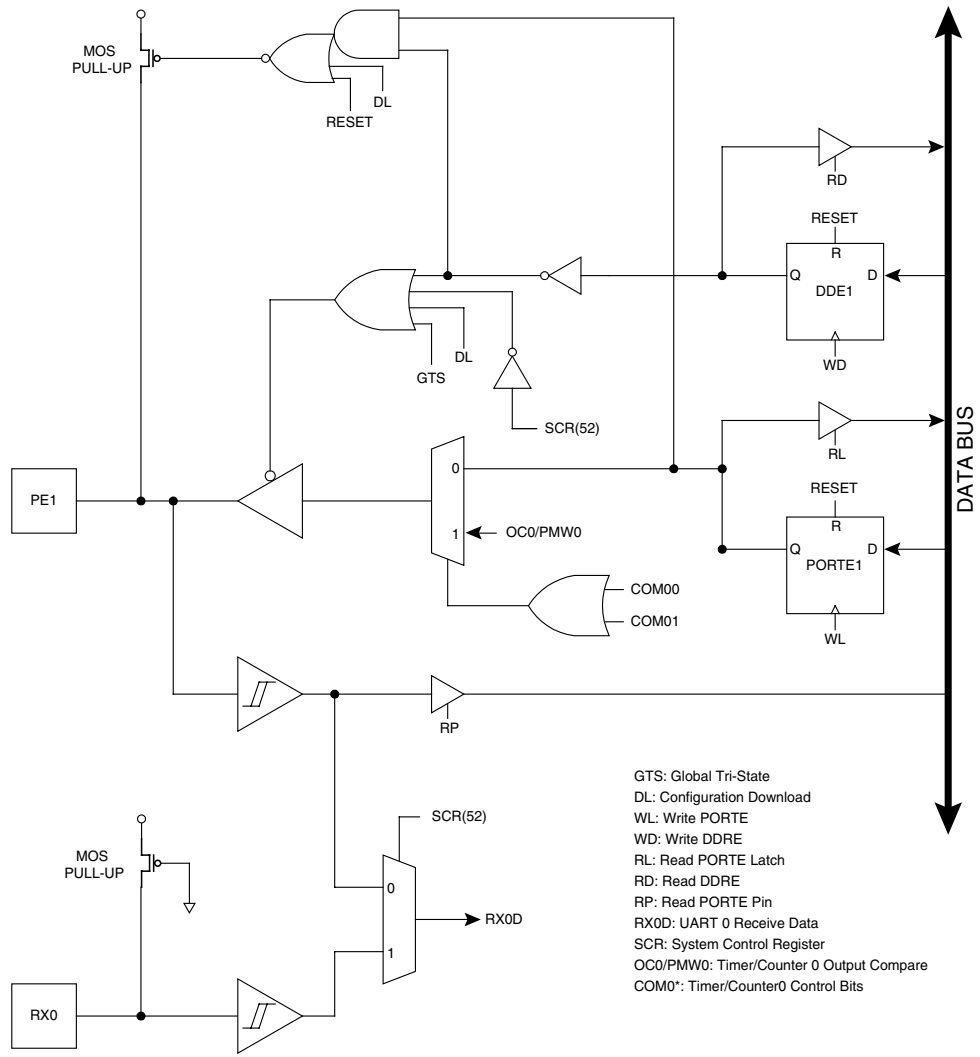 MOS
PULL-UP
DL
RESET
RD
RESET
R
Q
D
DDE1
WD
DL
GTS
SCR(52)
RL
DATA BUS
PE1
0
1
OC0/PMW0
RESET
R
Q
D
PORTE1
WL
COM00
COM01
RP
SCR(52)
MOS
PULL-UP
0
1
RX0D
RX0
GTS: Global Tri-State
DL: Configuration Download
WL: Write PORTE
WD: Write DDRE
RL: Read PORTE Latch
RD: Read DDRE
RP: Read PORTE Pin
RX0D: UART 0 Receive Data
SCR: System Control Register
OC0/PMW0: Timer/Counter 0 Output Compare
COM0*: Timer/Counter0 Control Bits